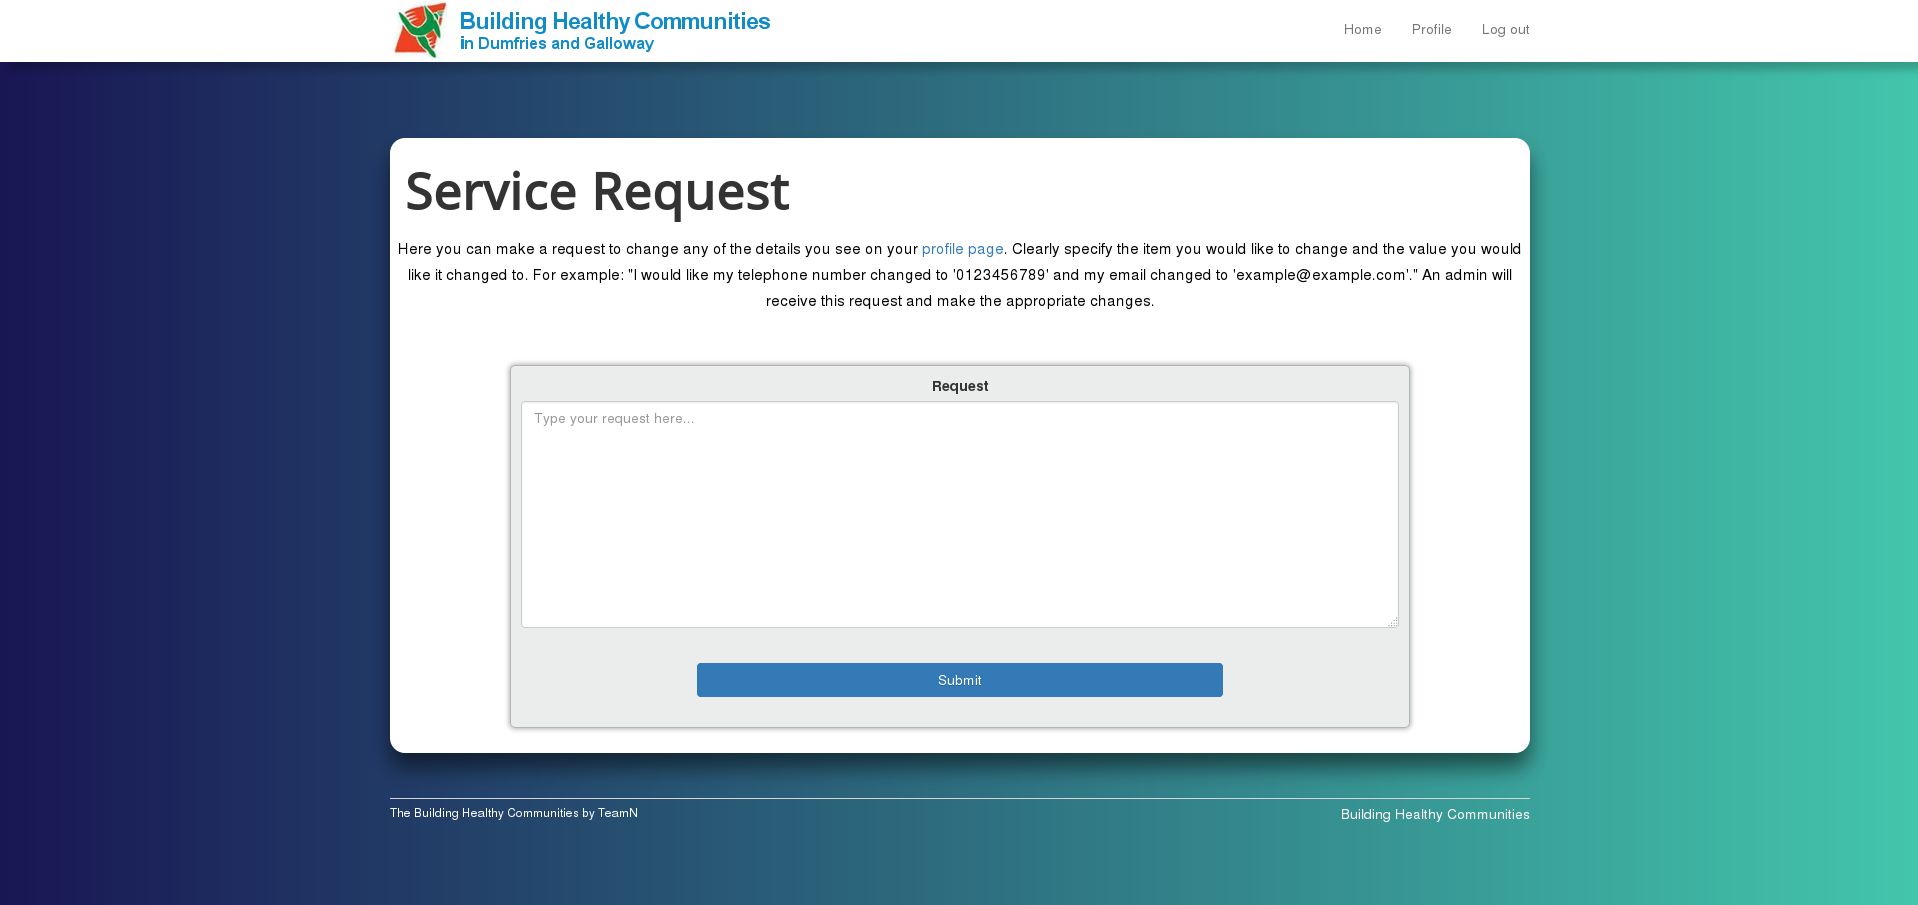 Building Healthy Communities
in Dumfries and Galloway
Home Profile Log out
Service Request
Here you can make a request to change any of the details you see on your profile page. Clearly specify the item you would like to change and the value you would
like it changed to. For example: "I would like my telephone number changed to '0123456789' and my email changed to 'example@example.com'." An admin will
receive this request and make the appropriate changes.
Request
Type your request here...
Submit
The Building Healthy Communities by TeamN
Building Healthy Communities